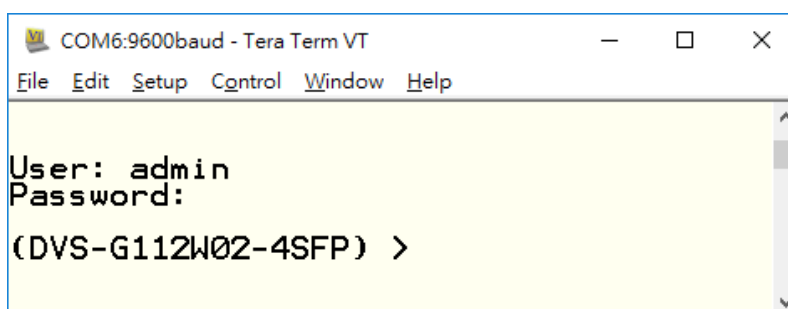 COM6:9600baud - Tera Term VT
File Edit Setup Control Window Help
User: admin
Password:
(DVS-G112W02-4SFP) >